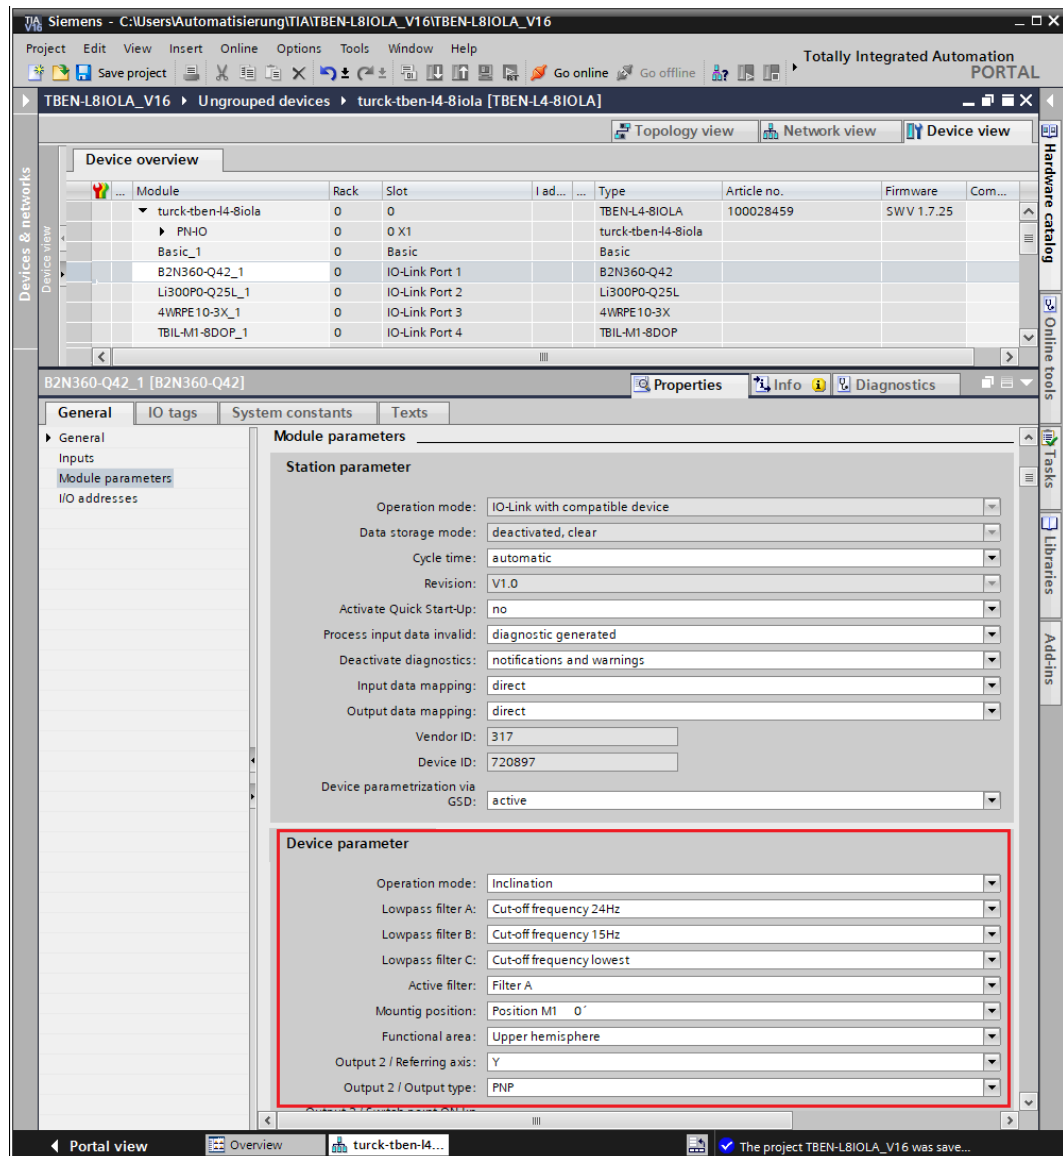 Siemens - C:\Users\Automatisierung\TIA\TBEN-L8IOLA_V16\TBEN-L8IOLA_V16
Project Edit View Insert Online Options Tools Window Help
Totally Integrated Automation
PORTAL
Save project Go online Go offline
TBEN-L8IOLA_V16 Ungrouped devices turck-tben-l4-8iola [TBEN-L4-8IOLA]
Topology view Network view Device view
Device overview
... Module Rack Slot I ad... ... Type Article no. Firmware Com...
turck-tben-l4-8iola 0 0 TBEN-L4-8IOLA 100028459 SWV 1.7.25
PN-IO 0 0 X1 turck-tben-l4-8iola
Basic_1 0 Basic Basic
B2N360-Q42_1 0 IO-Link Port 1 B2N360-Q42
Li300P0-Q25L_1 0 IO-Link Port 2 Li300P0-Q25L
4WRPE10-3X_1 0 IO-Link Port 3 4WRPE10-3X
TBIL-M1-8DOP_1 0 IO-Link Port 4 TBIL-M1-8DOP
B2N360-Q42_1 [B2N360-Q42]
Properties Info Diagnostics
General IO tags System constants Texts
General
Inputs
Module parameters
I/O addresses
Module parameters
Station parameter
Operation mode: IO-Link with compatible device
Data storage mode: deactivated, clear
Cycle time: automatic
Revision: V1.0
Activate Quick Start-Up: no
Process input data invalid: diagnostic generated
Deactivate diagnostics: notifications and warnings
Input data mapping: direct
Output data mapping: direct
Vendor ID: 317
Device ID: 720897
Device parametrization via
GSD: active
Device parameter
Operation mode: Inclination
Lowpass filter A: Cut-off frequency 24Hz
Lowpass filter B: Cut-off frequency 15Hz
Lowpass filter C: Cut-off frequency lowest
Active filter: Filter A
Mountig position: Position M1 0´
Functional area: Upper hemisphere
Output 2 / Referring axis: Y
Output 2 / Output type: PNP
Devices & networks
Device view
Hardware catalog
Online tools
Tasks
Libraries
Add-ins
Portal view Overview turck-tben-l4... The project TBEN-L8IOLA_V16 was save...